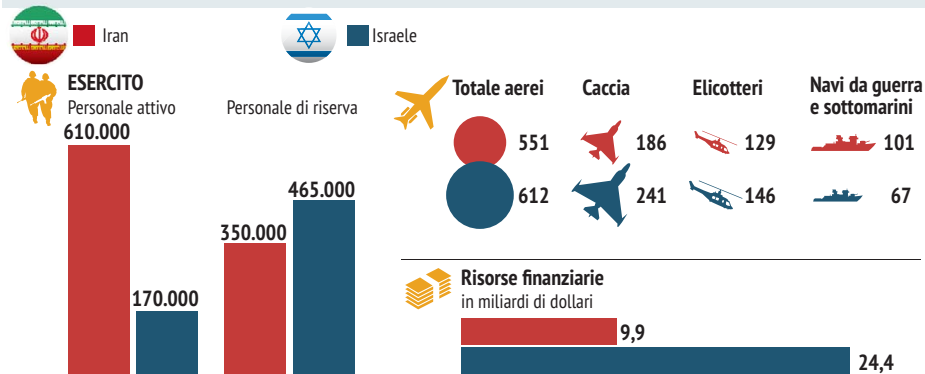 Iran
Israele
ESERCITO
Personale attivo
610.000
170.000
Personale di riserva
350.000
465.000
Totale aerei
551
612
Caccia
186
241
Elicotteri
129
146
Navi da guerra
e sottomarini
101
67
Risorse finanziarie
in miliardi di dollari
9,9
24,4